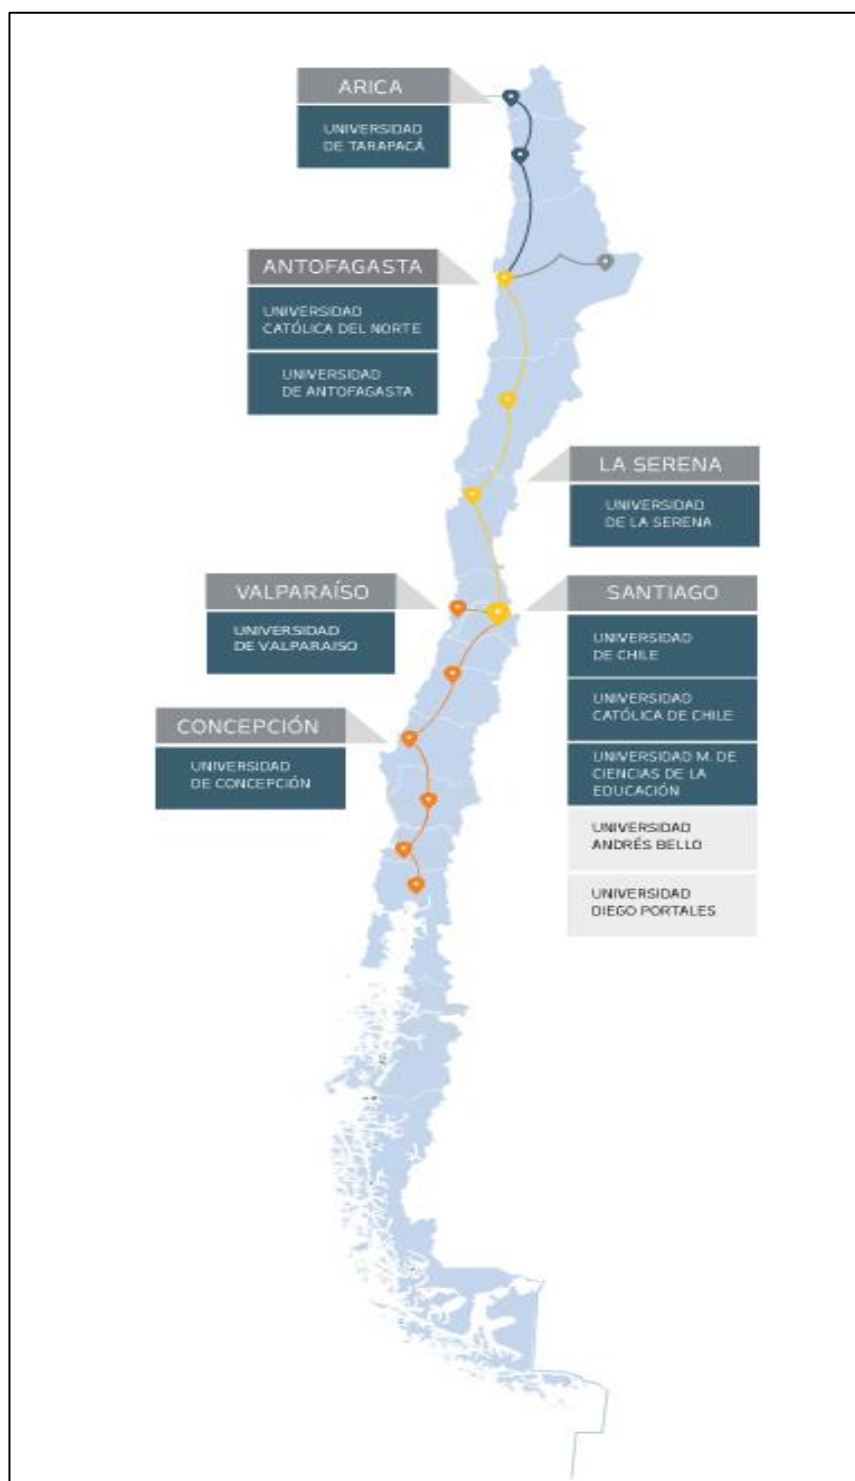 ARICA
UNIVERSIDAD
DE TARAPACÁ
ANTOFAGASTA
UNIVERSIDAD
CATÓLICA DEL NORTE
UNIVERSIDAD
DE ANTOFAGASTA
LA SERENA
UNIVERSIDAD
DE LA SERENA
VALPARAÍSO
UNIVERSIDAD
DE VALPARAISO
SANTIAGO
UNIVERSIDAD
DE CHILE
UNIVERSIDAD
CATÓLICA DE CHILE
UNIVERSIDAD M. DE
CIENCIAS DE LA
EDUCACIÓN
UNIVERSIDAD
ANDRÉS BELLO
UNIVERSIDAD
DIEGO PORTALES
CONCEPCIÓN
UNIVERSIDAD
DE CONCEPCIÓN